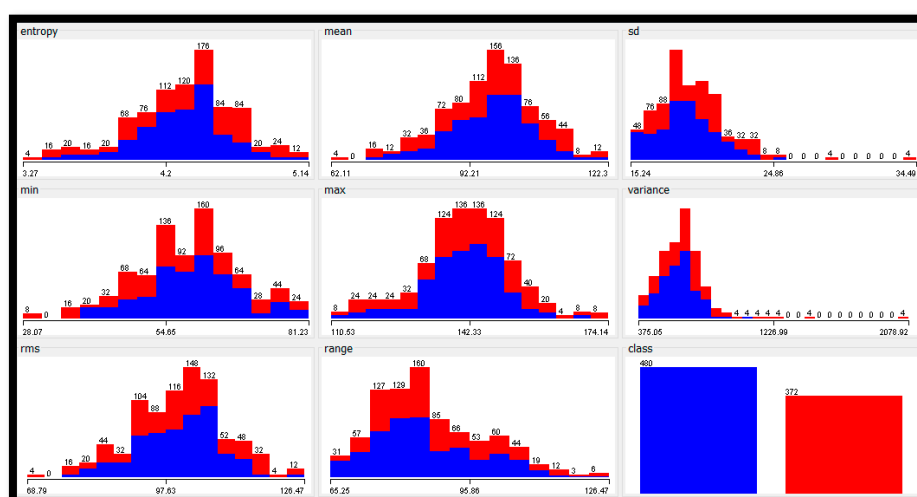 entropy
4 16 20 16 20 68 76 112 120 176 84 84 20 24 12
3.27 4.2 5.14
mean
4 0 16 12 32 36 72 80 112 156 136 76 56 44 8 12
62.11 92.21 122.3
sd
48 76 88 36 32 32 8 8 0 0 0 4 0 0 0 0 0 4
15.24 24.86 34.49
min
8 0 16 20 32 68 64 136 92 160 96 64 28 44 24
28.07 54.65 81.23
max
8 24 24 24 32 68 124 136 136 124 72 40 20 4 8 8
110.53 142.33 174.14
variance
4 4 4 4 4 0 0 4 0 0 0 0 0 0 0 4
375.05 1226.99 2078.92
rms
4 0 16 20 44 32 104 88 116 148 132 52 48 12 4 12
68.79 97.63 126.47
range
31 57 127 129 160 85 66 53 60 44 19 12 3 6
65.25 95.86 126.47
class
480
372